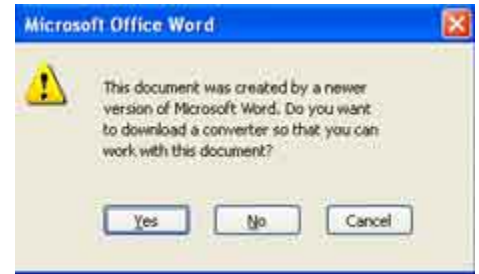 Microsoft Office Word
This document was created by a newer
version of Microsoft Word. Do you want
to download a converter so that you can
work with this document?
Yes No Cancel